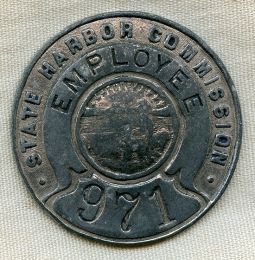 · STATE HARBOR COMMISSION ·
EMPLOYEE
971